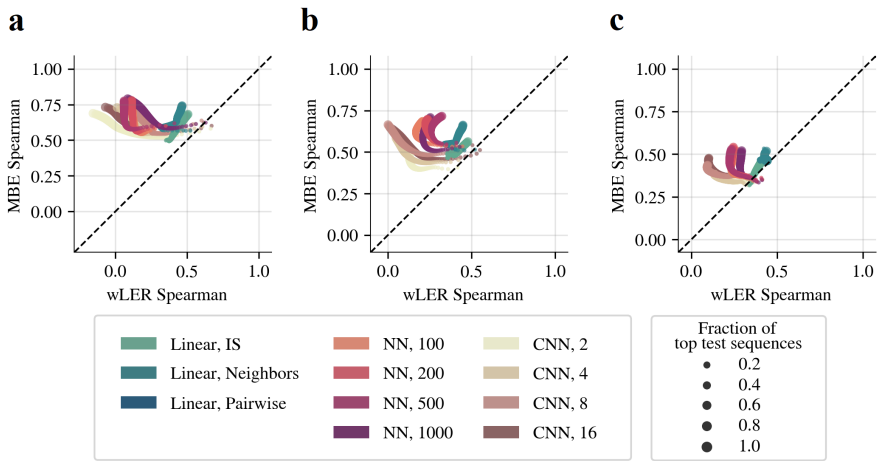 a
b
c
1.00
0.75
0.50
0.25
0.00
MBE Spearman
0.0
0.5
1.0
wLER Spearman
1.00
0.75
0.50
0.25
0.00
MBE Spearman
0.0
0.5
1.0
wLER Spearman
1.00
0.75
0.50
0.25
0.00
MBE Spearman
0.0
0.5
1.0
wLER Spearman
Linear, IS
Linear, Neighbors
Linear, Pairwise
NN, 100
NN, 200
NN, 500
NN, 1000
CNN, 2
CNN, 4
CNN, 8
CNN, 16
Fraction of
top test sequences
0.2
0.4
0.6
0.8
1.0